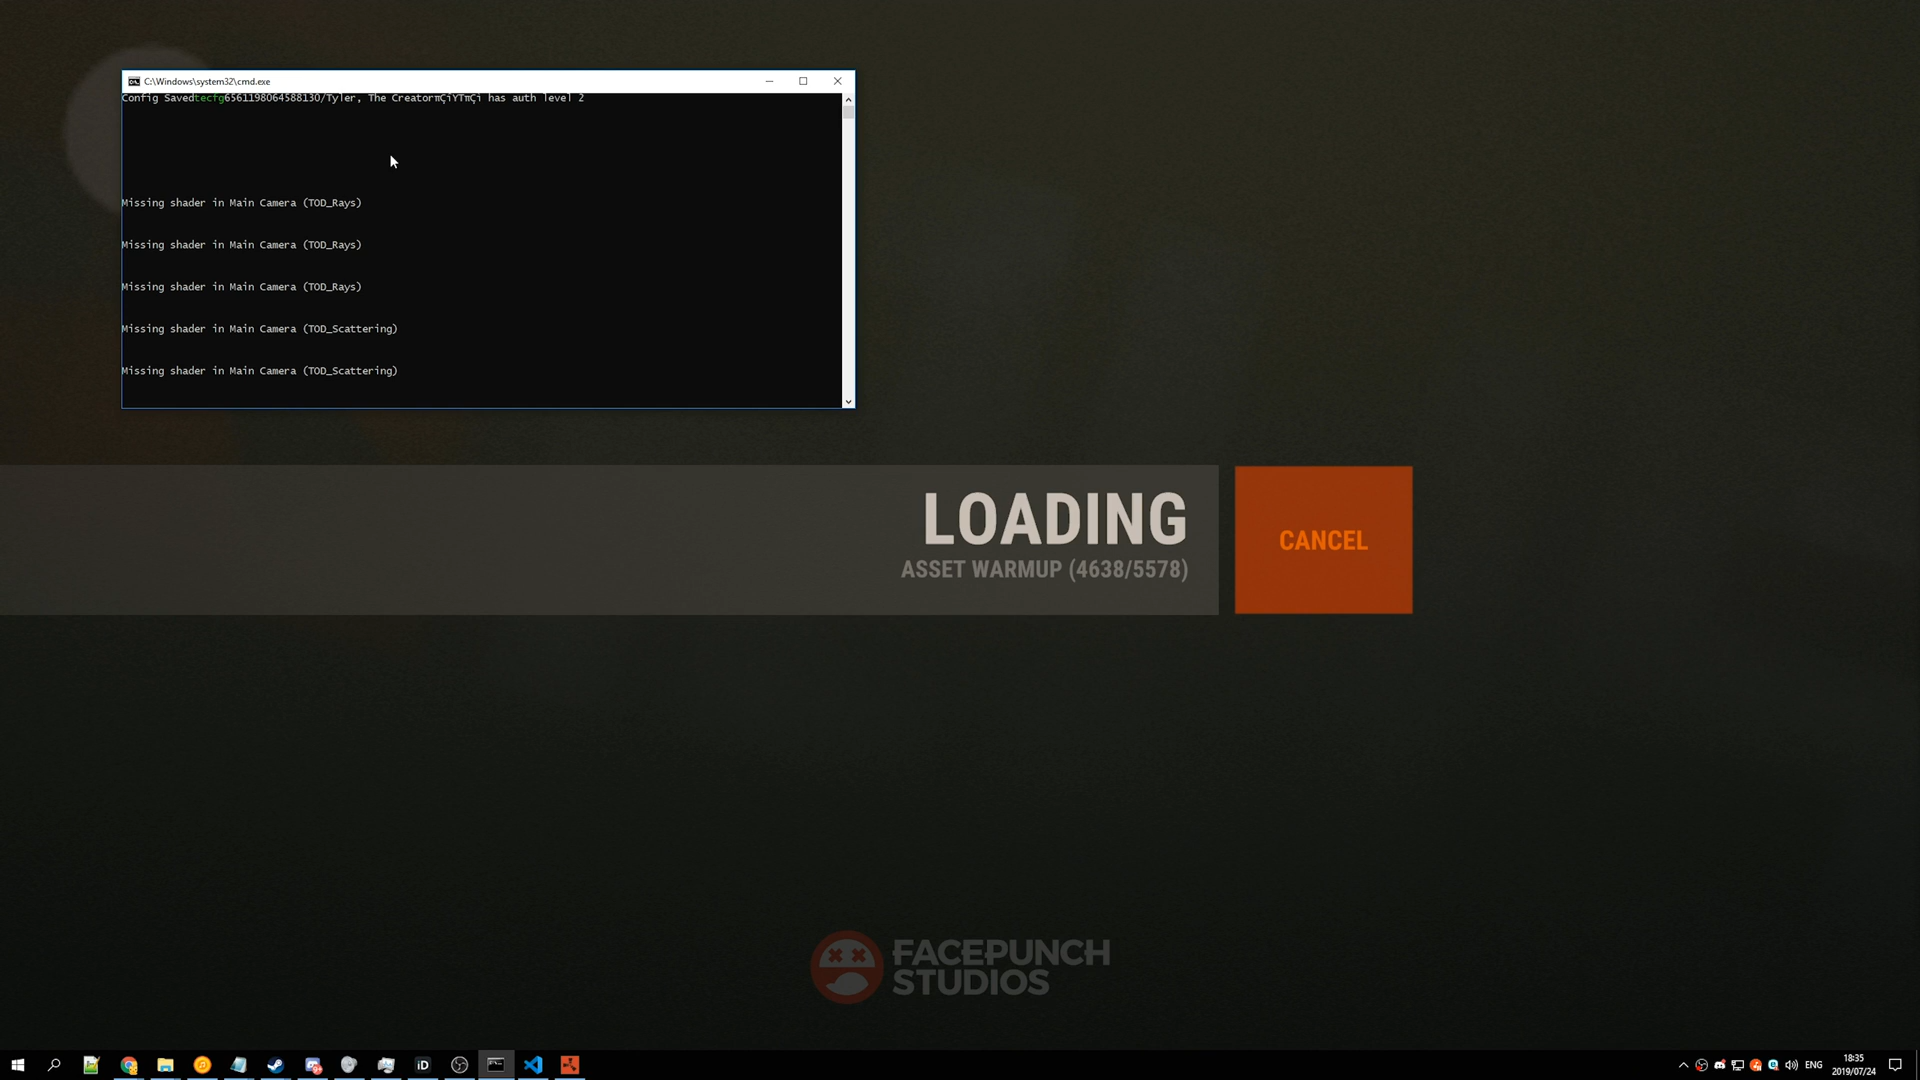 C:\Windows\system32\cmd.exe
Config Savedtecfg6561198064588130/Tyler, The CreatorπÇíYTπÇí has auth level 2
Missing shader in Main Camera (TOD_Rays)
Missing shader in Main Camera (TOD_Rays)
Missing shader in Main Camera (TOD_Rays)
Missing shader in Main Camera (TOD_Scattering)
Missing shader in Main Camera (TOD_Scattering)
LOADING
ASSET WARMUP (4638/5578)
CANCEL
FACEPUNCH
STUDIOS
iD
ENG
18:35
2019/07/24